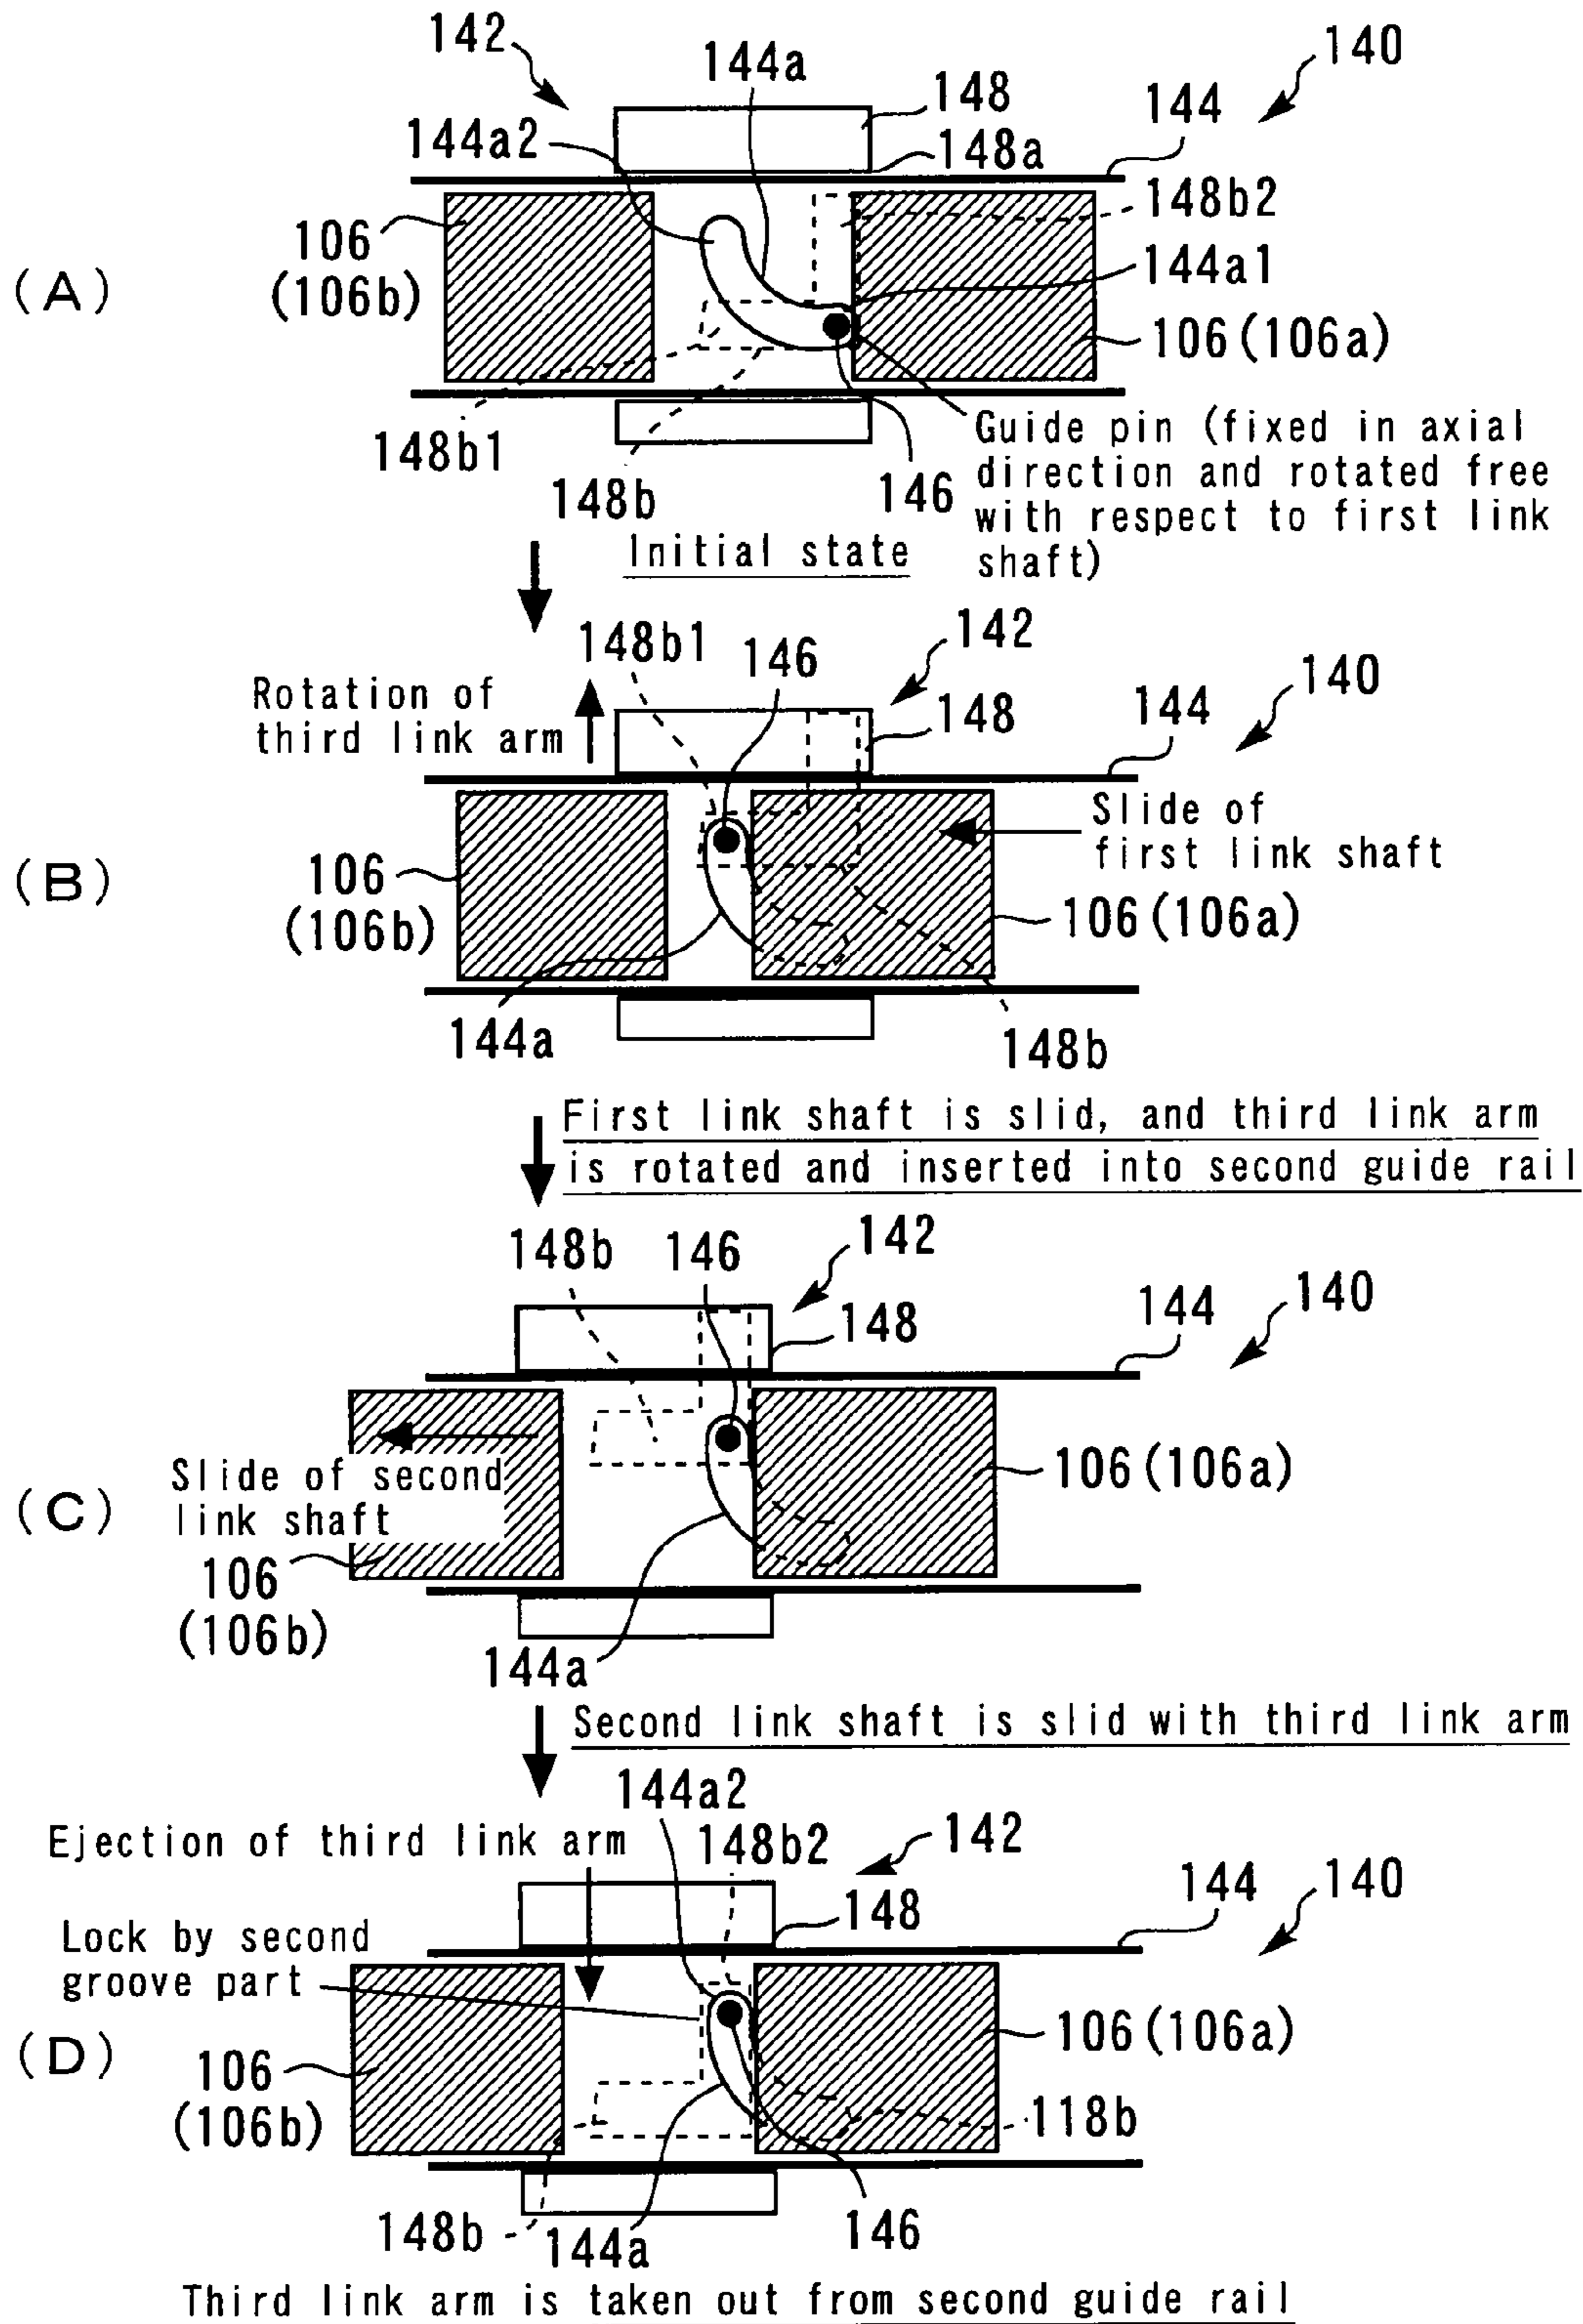 142
144a
140
148
144
144a2
148a
148b2
106
(106b)
144a1
(A)
106(106a)
148b1
148b
146
Guide pin (fixed in axial
direction and rotated free
with respect to first link
shaft)
Initial state
148b1
146
142
140
Rotation of
third link arm
148
144
Slide of
first link shaft
(B)
106
(106b)
106(106a)
144a
148b
First link shaft is slid, and third link arm
is rotated and inserted into second guide rail
148b
146
142
140
148
144
Slide of second
link shaft
(C)
106(106a)
106
(106b)
144a
Second link shaft is slid with third link arm
144a2
Ejection of third link arm
148b2
142
144
140
148
Lock by second
groove part
(D)
106
(106b)
106(106a)
118b
148b
144a
146
Third link arm is taken out from second guide rail